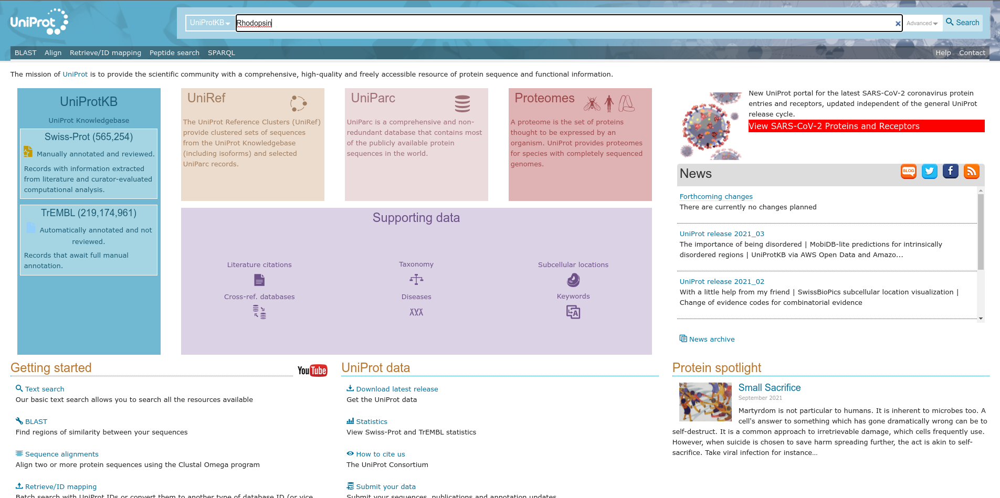 UniProt
UniProtKB
Rhodopsin
Advanced
Search
BLAST Align Retrieve/ID mapping Peptide search SPARQL
Help Contact
The mission of UniProt is to provide the scientific community with a comprehensive, high-quality and freely accessible resource of protein sequence and functional information.
UniProtKB
UniProt Knowledgebase
Swiss-Prot (565,254)
Manually annotated and reviewed.
Records with information extracted
from literature and curator-evaluated
computational analysis.
TrEMBL (219,174,961)
Automatically annotated and not
reviewed.
Records that await full manual
annotation.
UniRef
The UniProt Reference Clusters (UniRef)
provide clustered sets of sequences
from the UniProt Knowledgebase
(including isoforms) and selected
UniParc records.
UniParc
UniParc is a comprehensive and non-
redundant database that contains most
of the publicly available protein
sequences in the world.
Proteomes
A proteome is the set of proteins
thought to be expressed by an
organism. UniProt provides proteomes
for species with completely sequenced
genomes.
Supporting data
Literature citations
Taxonomy
Subcellular locations
Cross-ref. databases
Diseases
Keywords
New UniProt portal for the latest SARS-CoV-2 coronavirus protein
entries and receptors, updated independent of the general UniProt
release cycle.
View SARS-CoV-2 Proteins and Receptors
News
BLOG
Forthcoming changes
There are currently no changes planned
UniProt release 2021_03
The importance of being disordered | MobiDB-lite predictions for intrinsically
disordered regions | UniProtKB via AWS Open Data and Amazo...
UniProt release 2021_02
With a little help from my friend | SwissBioPics subcellular location visualization |
Change of evidence codes for combinatorial evidence
News archive
Getting started
YouTube
Text search
Our basic text search allows you to search all the resources available
BLAST
Find regions of similarity between your sequences
Sequence alignments
Align two or more protein sequences using the Clustal Omega program
Retrieve/ID mapping
Batch search with UniProt IDs or convert them to another type of database ID (or vice
UniProt data
Download latest release
Get the UniProt data
Statistics
View Swiss-Prot and TrEMBL statistics
How to cite us
The UniProt Consortium
Submit your data
Submit your sequences, publications and annotation updates
Protein spotlight
Small Sacrifice
September 2021
Martyrdom is not particular to humans. It is inherent to microbes too. A
cell's answer to something which has gone dramatically wrong can be to
self-destruct. It is a common approach to irretrievable damage, which cells frequently use.
However, when suicide is chosen to save harm spreading further, the act is akin to self-
sacrifice. Take viral infection for instance…